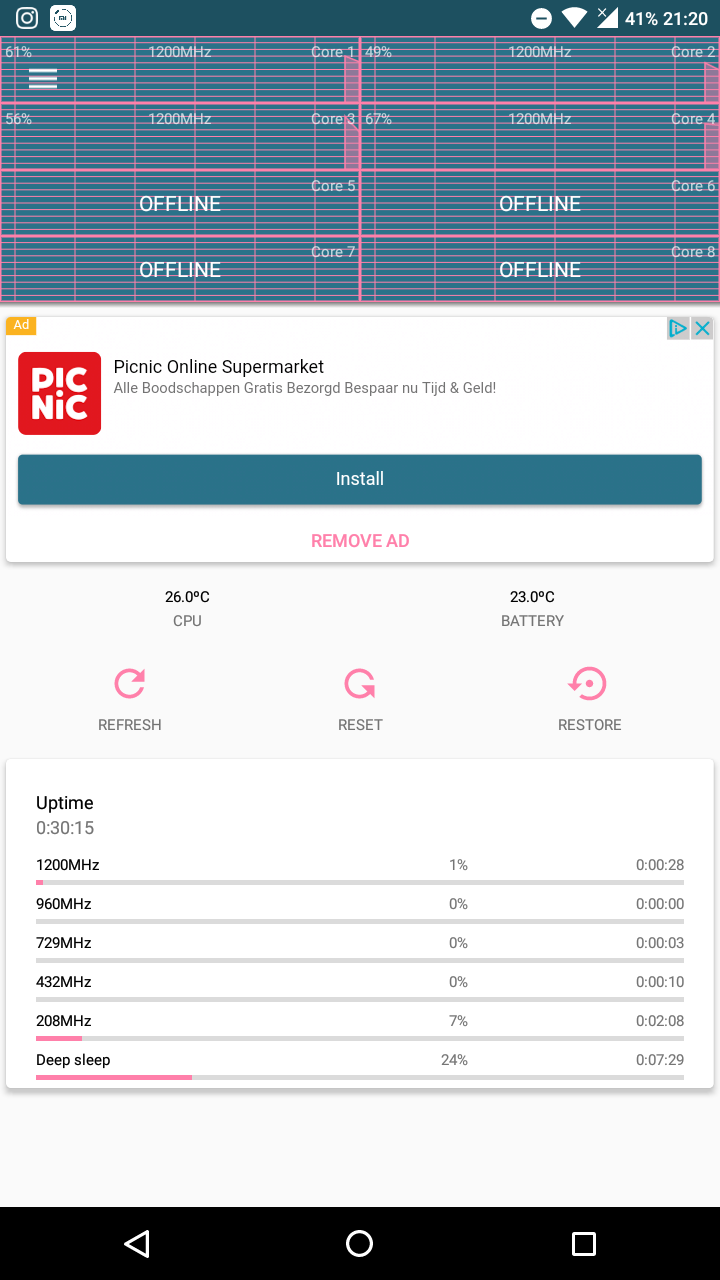 41% 21:20
61% 1200MHz Core 1 49% 1200MHz Core 2
56% 1200MHz Core 3 67% 1200MHz Core 4
Core 5 Core 6
OFFLINE OFFLINE
Core 7 Core 8
OFFLINE OFFLINE
Ad
PIC
NiC
Picnic Online Supermarket
Alle Boodschappen Gratis Bezorgd Bespaar nu Tijd & Geld!
Install
REMOVE AD
26.0ºC 23.0ºC
CPU BATTERY
REFRESH RESET RESTORE
Uptime
0:30:15
1200MHz 1% 0:00:28
960MHz 0% 0:00:00
729MHz 0% 0:00:03
432MHz 0% 0:00:10
208MHz 7% 0:02:08
Deep sleep 24% 0:07:29